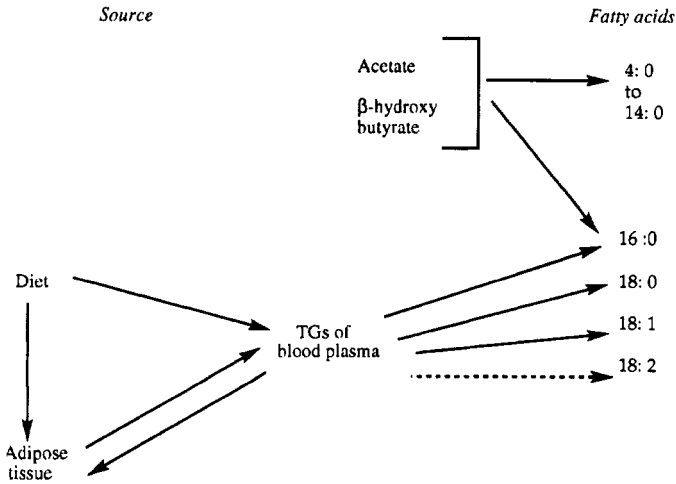 Source
Fatty acids
Acetate
β-hydroxy
butyrate
4: 0
to
14: 0
16 :0
18: 0
18: 1
18: 2
Diet
TGs of
blood plasma
Adipose
tissue